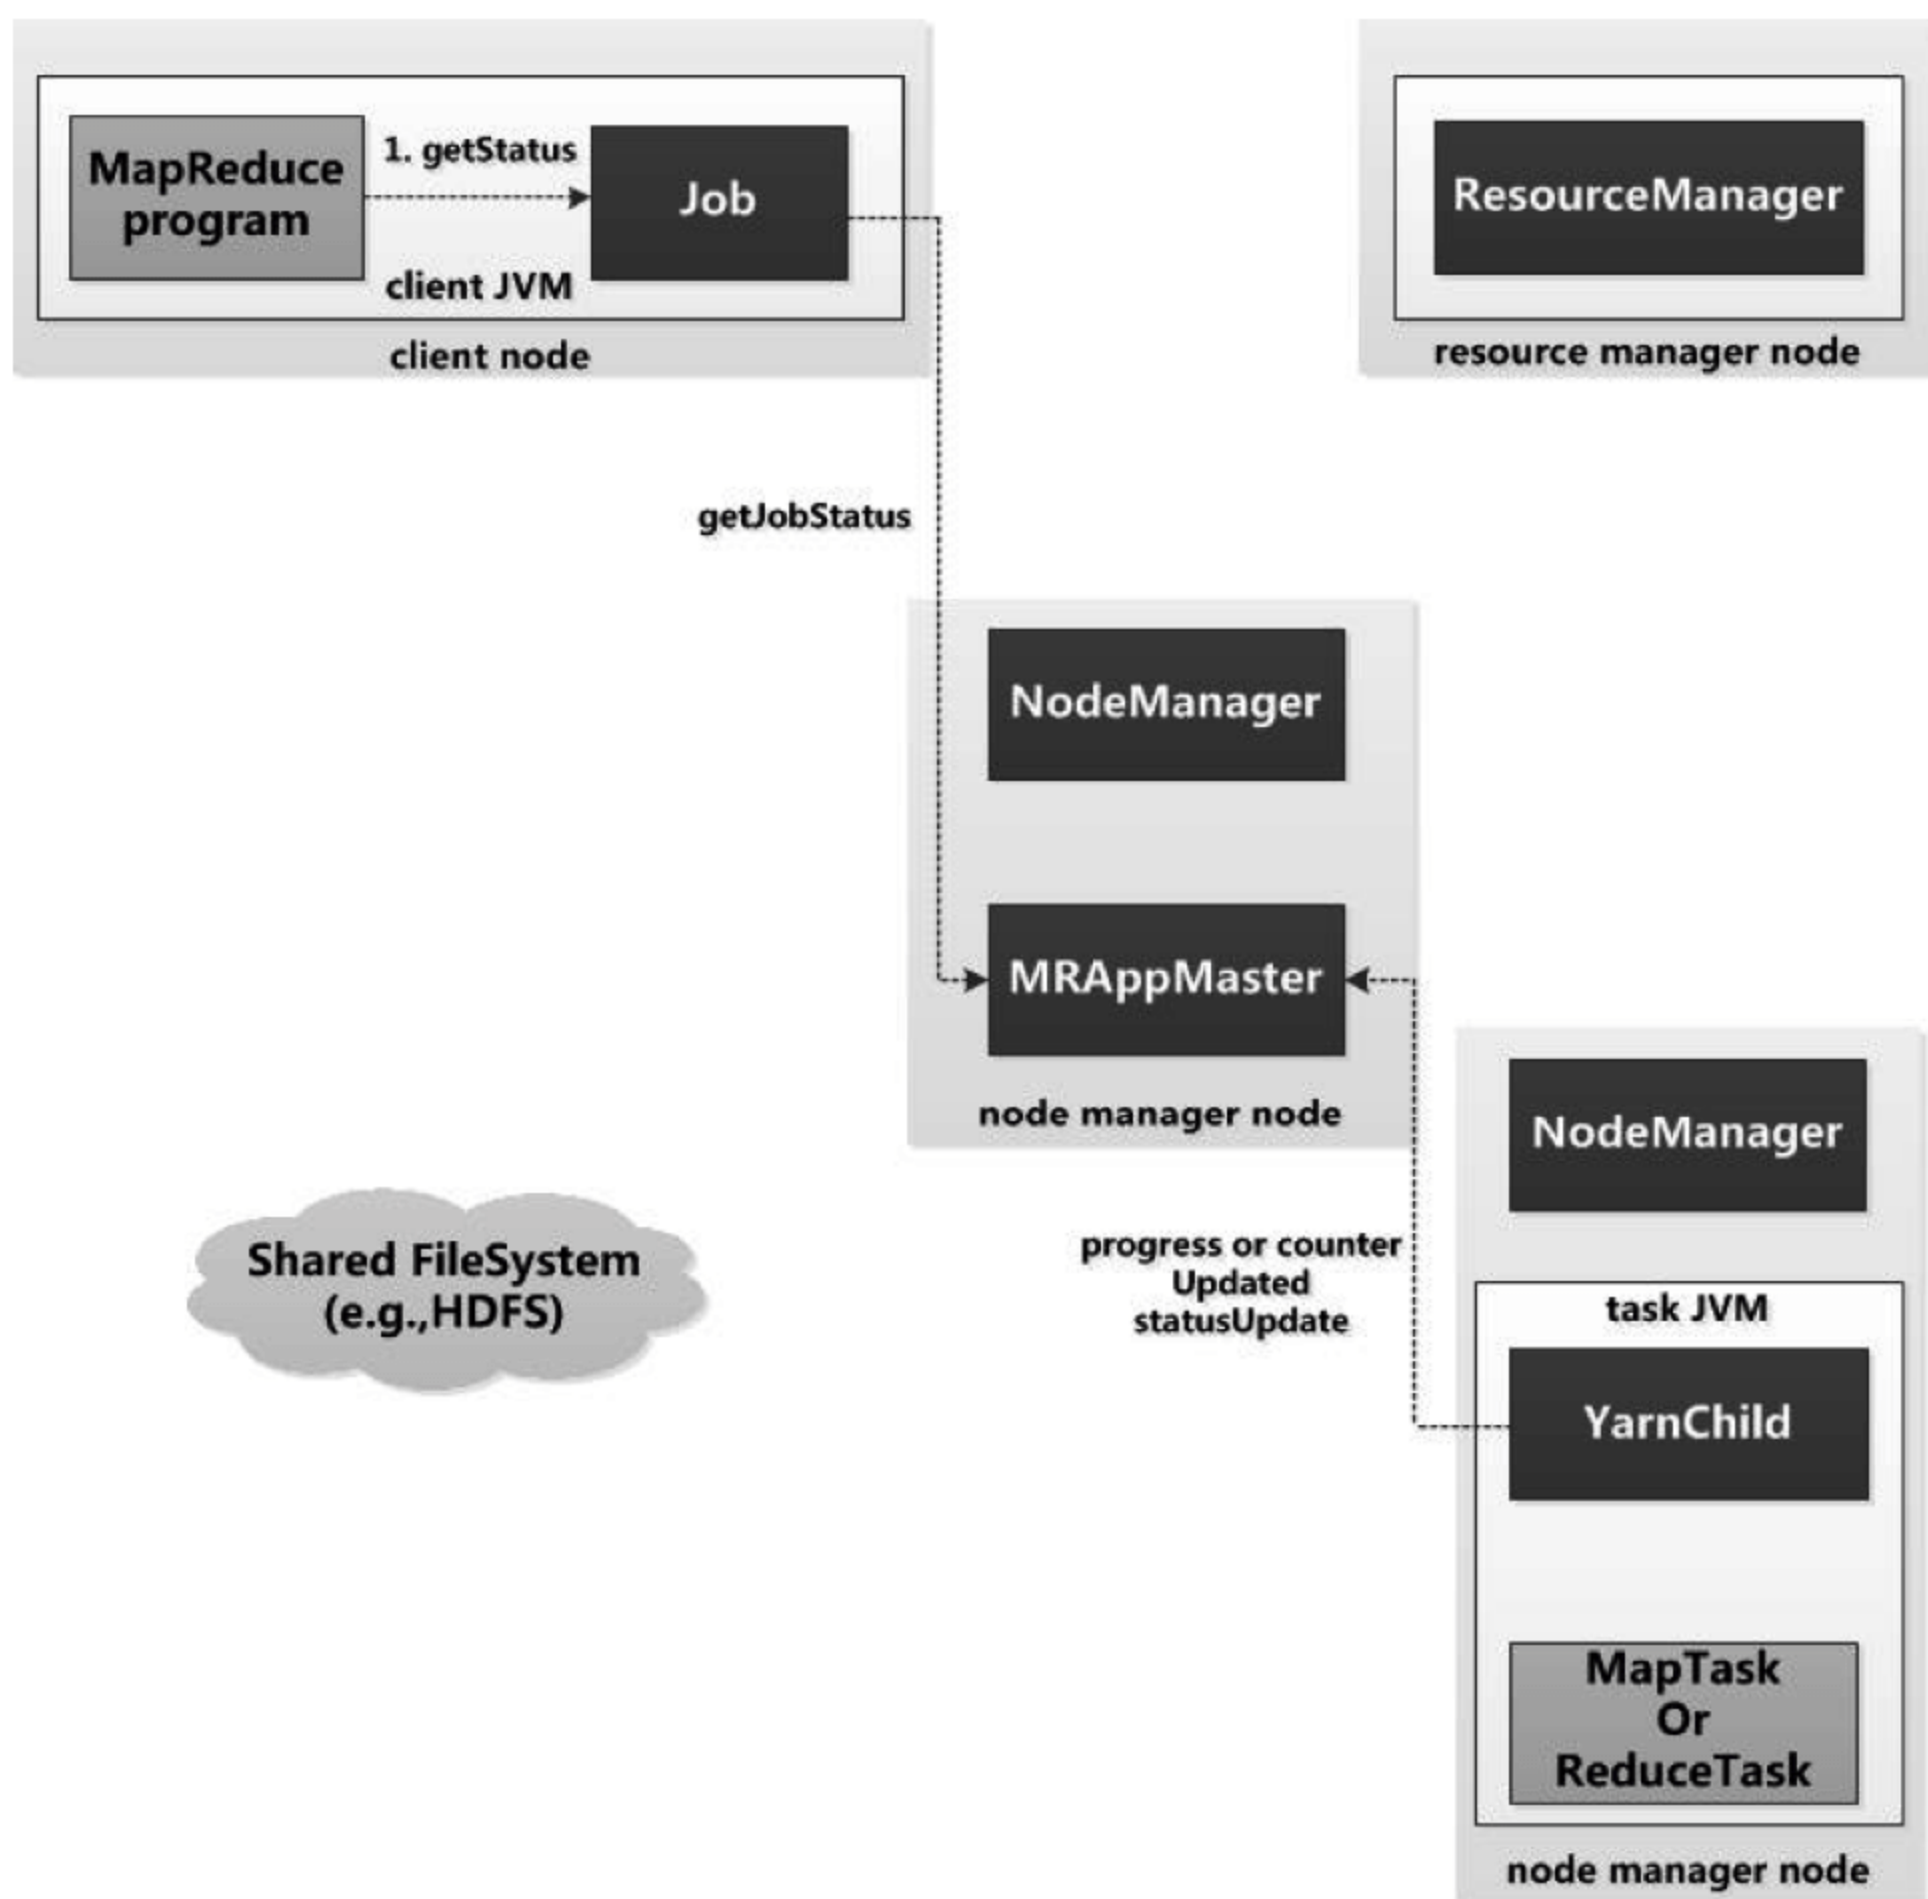 MapReduce
program
1. getStatus
Job
client JVM
client node
ResourceManager
resource manager node
getJobStatus
NodeManager
MRAppMaster
node manager node
progress or counter
Updated
statusUpdate
Shared FileSystem
(e.g.,HDFS)
NodeManager
task JVM
YarnChild
MapTask
Or
ReduceTask
node manager node